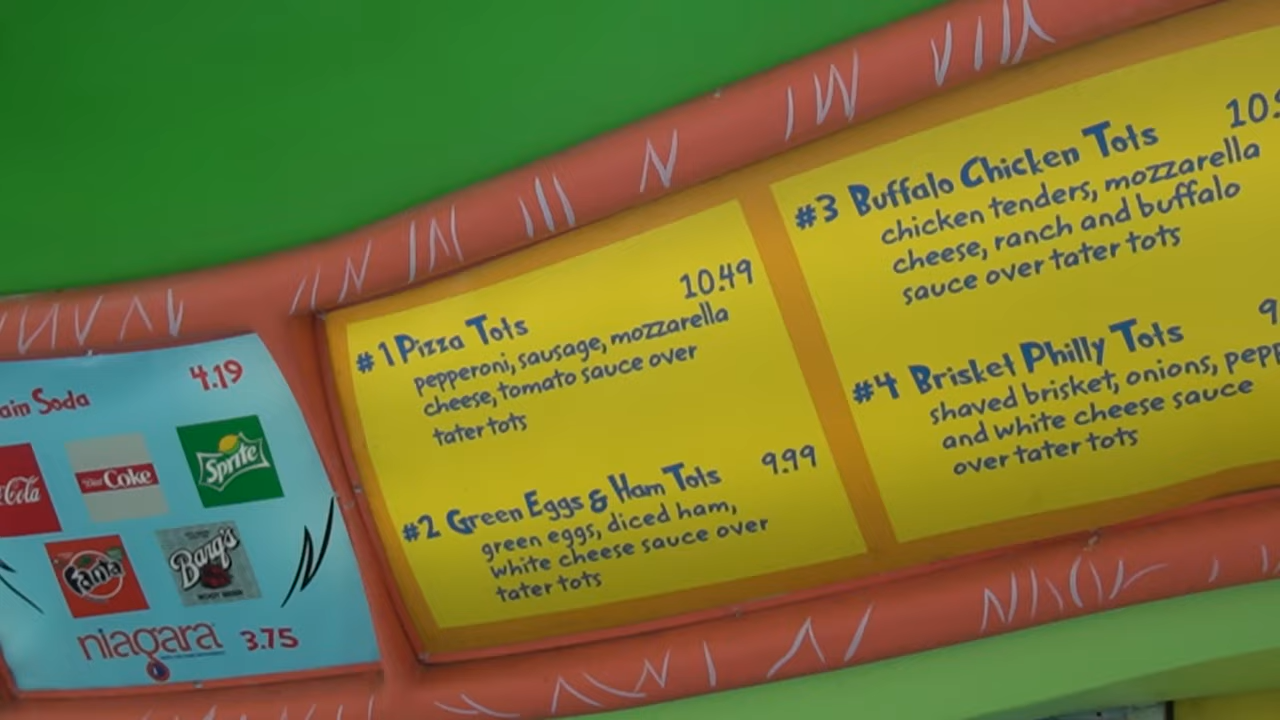 4.19
Soda
Cola
Diet Coke
Sprite
Fanta
Barq's
ROOT BEER
niagara 3.75
10.49
#1 Pizza Tots
pepperoni, sausage, mozzarella
cheese, tomato sauce over
tater tots
#2 Green Eggs & Ham Tots 9.99
green eggs, diced ham,
white cheese sauce over
tater tots
#3 Buffalo Chicken Tots
chicken tenders, mozzarella
cheese, ranch and buffalo
sauce over tater tots
#4 Brisket Philly Tots
shaved brisket, onions,
and white cheese sauce
over tater tots